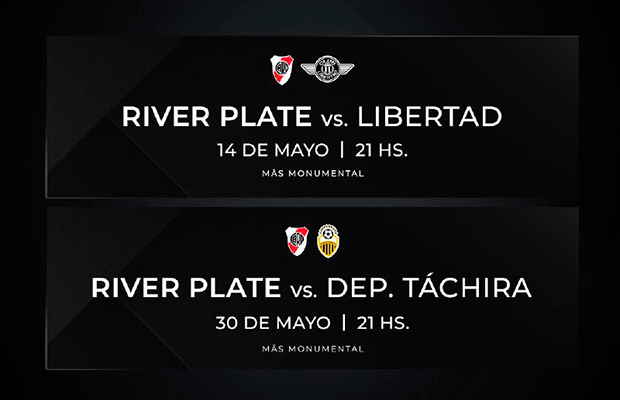 RIVER PLATE vs. LIBERTAD
14 DE MAYO | 21 HS.
MÁS MONUMENTAL
RIVER PLATE vs. DEP. TÁCHIRA
30 DE MAYO | 21 HS.
MÁS MONUMENTAL